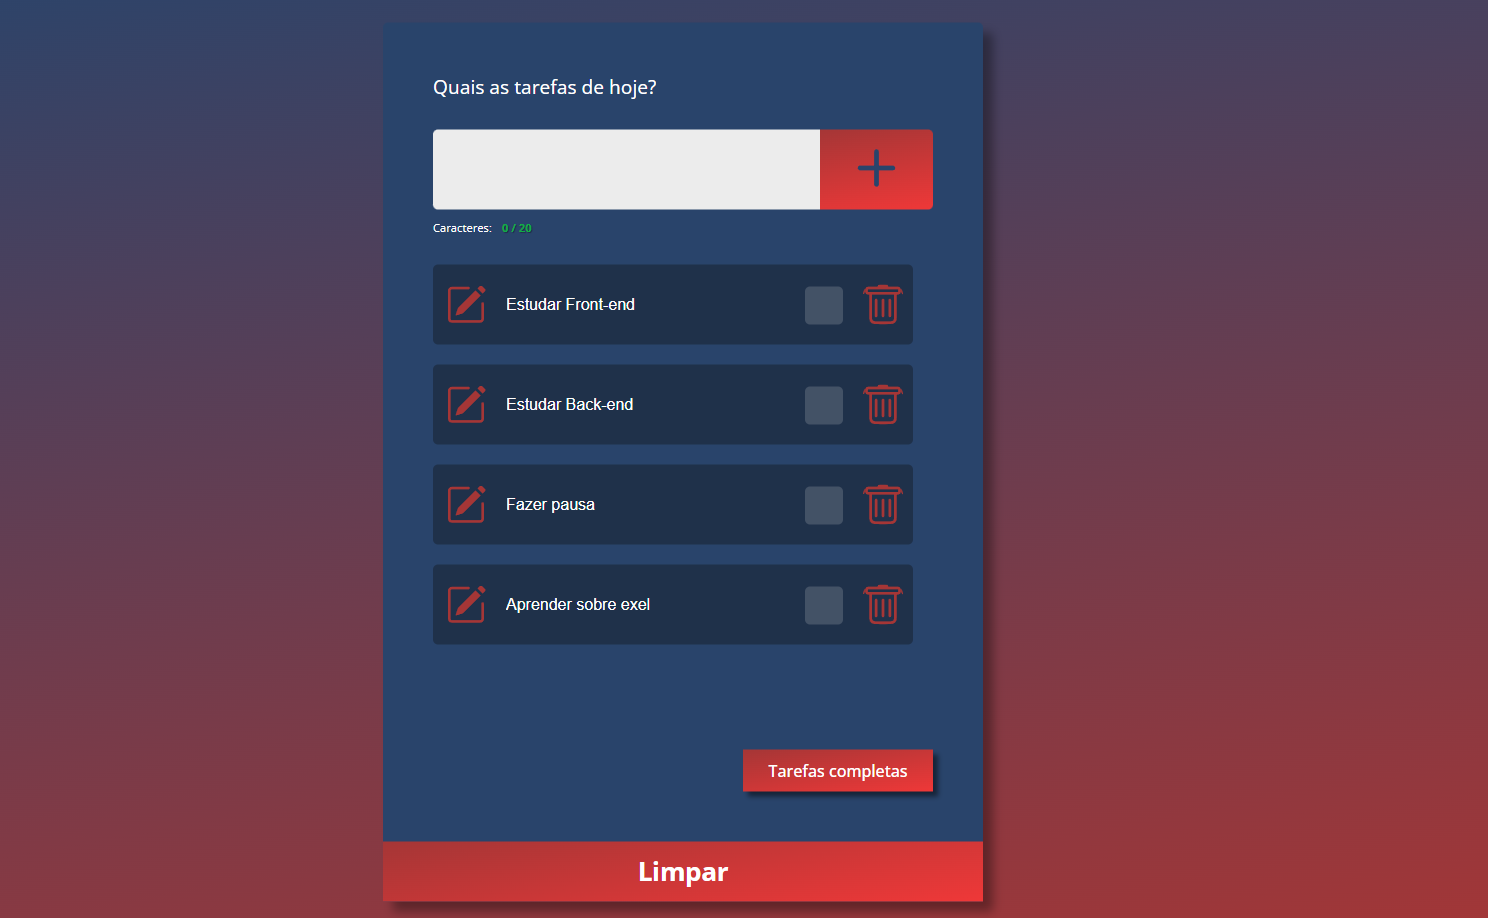 Quais as tarefas de hoje?
Caracteres: 0 / 20
Estudar Front-end
Estudar Back-end
Fazer pausa
Aprender sobre exel
Tarefas completas
Limpar